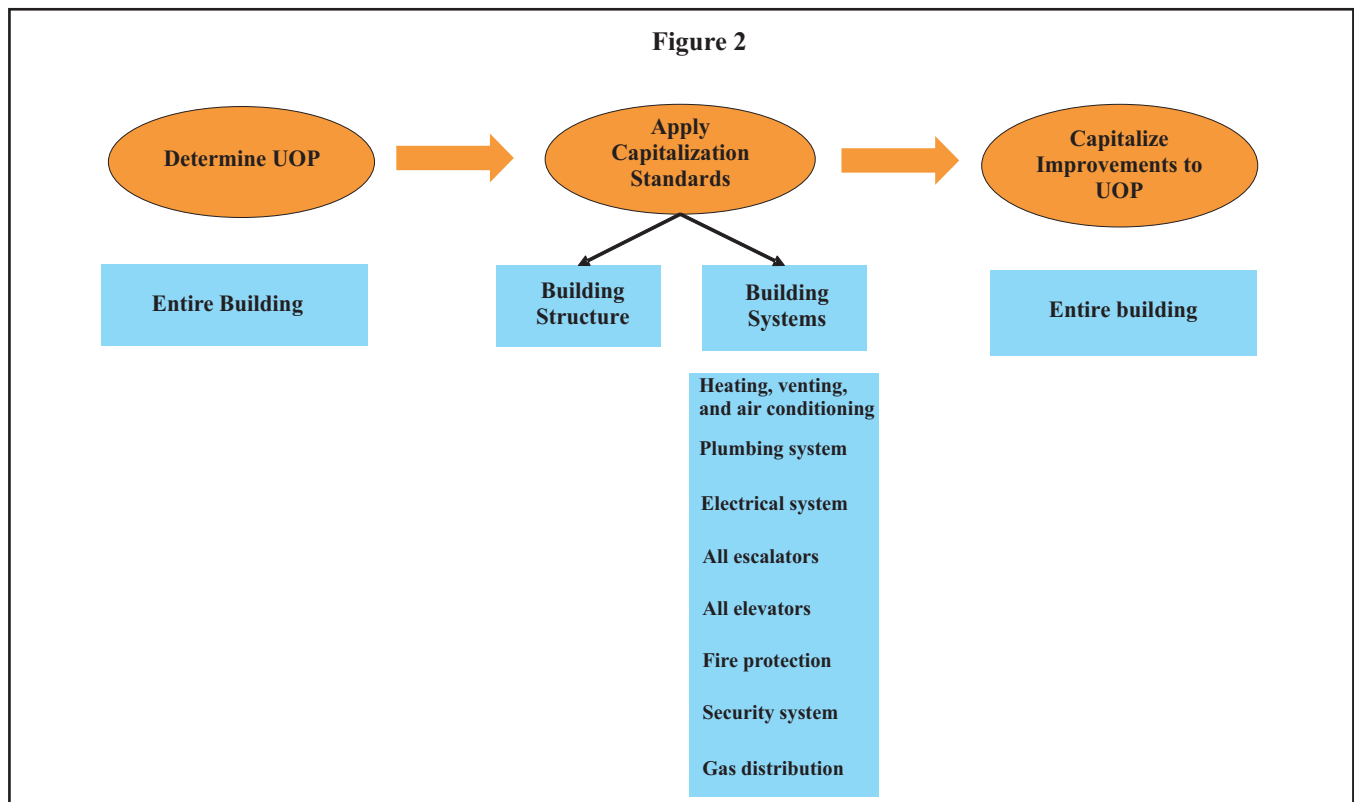 Figure 2
Determine UOP
Apply
Capitalization
Standards
Capitalize
Improvements to
UOP
Entire Building
Building
Structure
Building
Systems
Entire building
Heating, venting,
and air conditioning
Plumbing system
Electrical system
All escalators
All elevators
Fire protection
Security system
Gas distribution